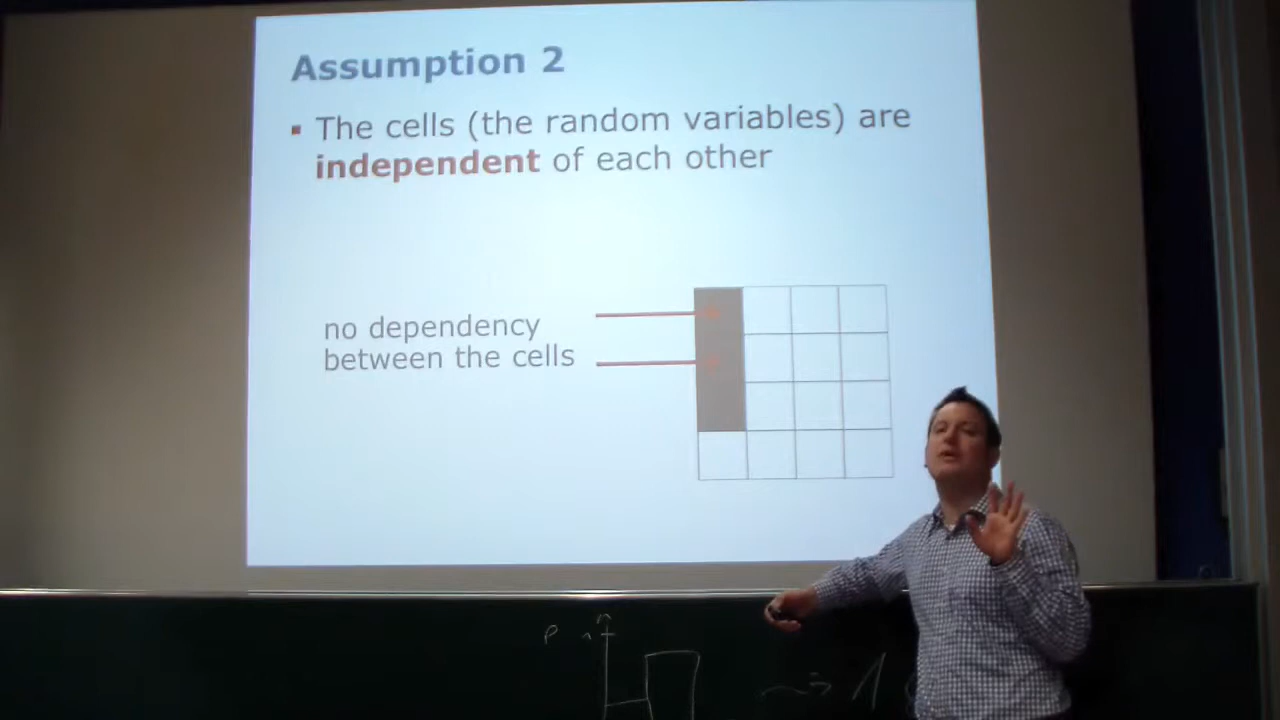 Assumption 2
The cells (the random variables) are
independent of each other
no dependency
between the cells
P